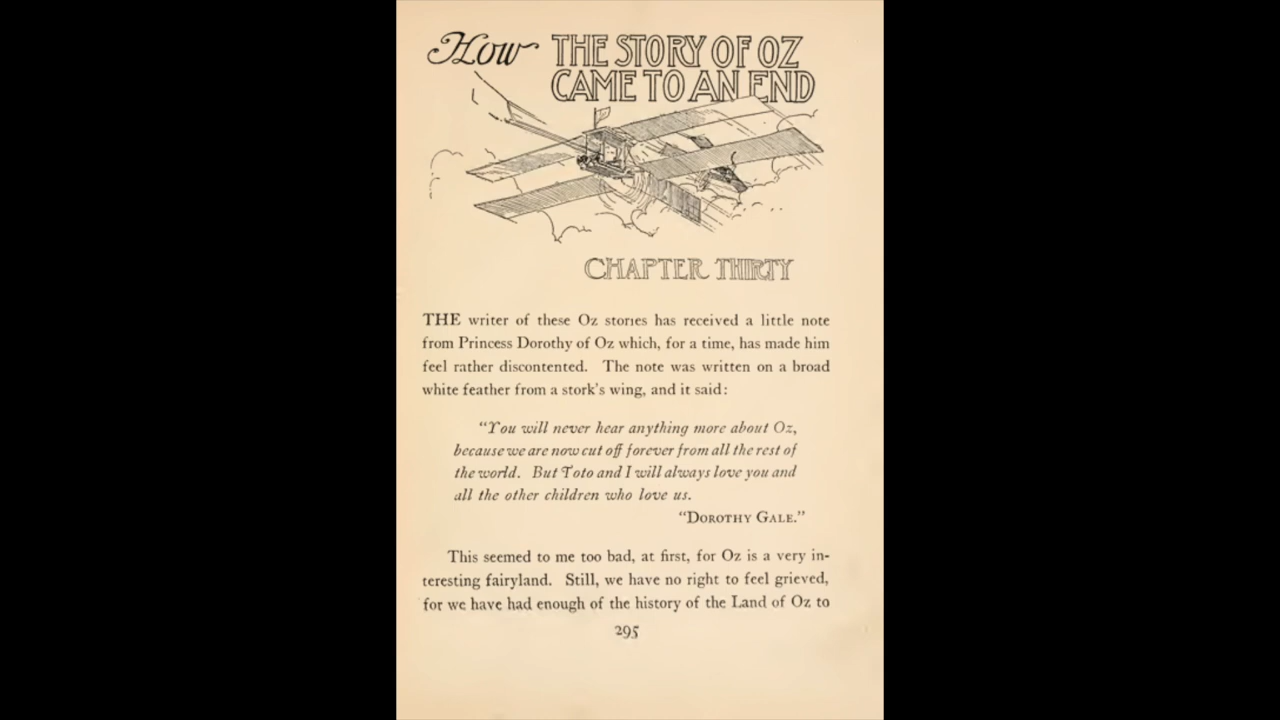 How THE STORY OF OZ
CAME TO AN END
CHAPTER THIRTY
THE writer of these Oz stories has received a little note
from Princess Dorothy of Oz which, for a time, has made him
feel rather discontented. The note was written on a broad
white feather from a stork's wing, and it said:
"You will never hear anything more about Oz,
because we are now cut off forever from all the rest of
the world. But Toto and I will always love you and
all the other children who love us.
"DOROTHY GALE."
This seemed to me too bad, at first, for Oz is a very in-
teresting fairyland. Still, we have no right to feel grieved,
for we have had enough of the history of the Land of Oz to
295